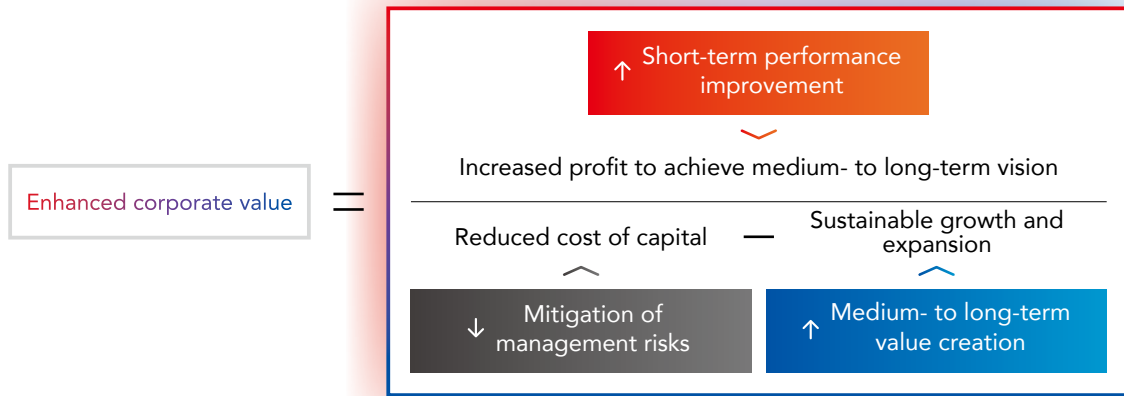 ↑ Short-term performance
improvement
Increased profit to achieve medium- to long-term vision
Enhanced corporate value
=
Reduced cost of capital
—
Sustainable growth and
expansion
↓ Mitigation of
management risks
↑ Medium- to long-term
value creation